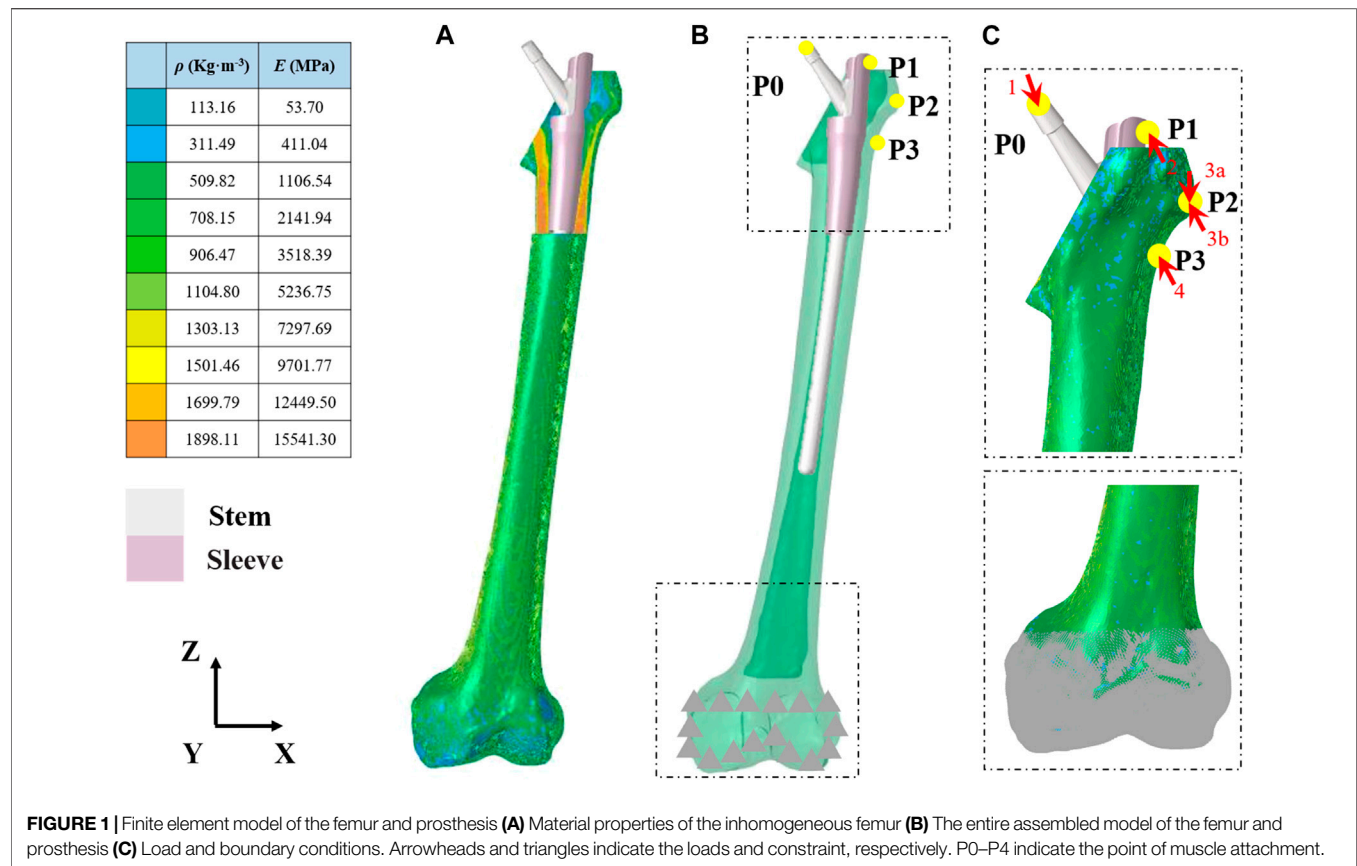 A
B
C
ρ (Kg·m-3) E (MPa)
113.16 53.70
311.49 411.04
509.82 1106.54
708.15 2141.94
906.47 3518.39
1104.80 5236.75
1303.13 7297.69
1501.46 9701.77
1699.79 12449.50
1898.11 15541.30
Stem
Sleeve
Z
Y X
P0
P1
P2
P3
1
P0
P1
2
3a
P2
3b
P3
4
FIGURE 1 | Finite element model of the femur and prosthesis (A) Material properties of the inhomogeneous femur (B) The entire assembled model of the femur and
prosthesis (C) Load and boundary conditions. Arrowheads and triangles indicate the loads and constraint, respectively. P0–P4 indicate the point of muscle attachment.